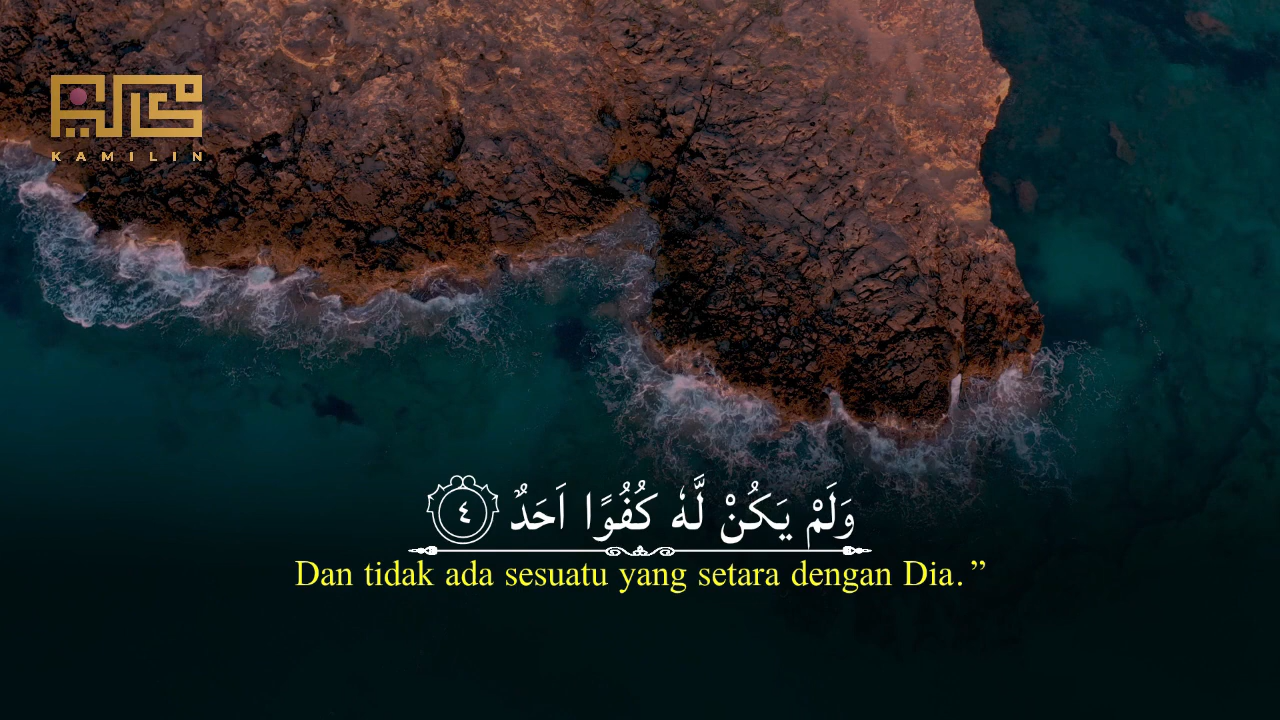 KAMILIN
وَلَمْ يَكُنْ لَّهٗ كُفُوًا اَحَدٌ ٤
Dan tidak ada sesuatu yang setara dengan Dia.”